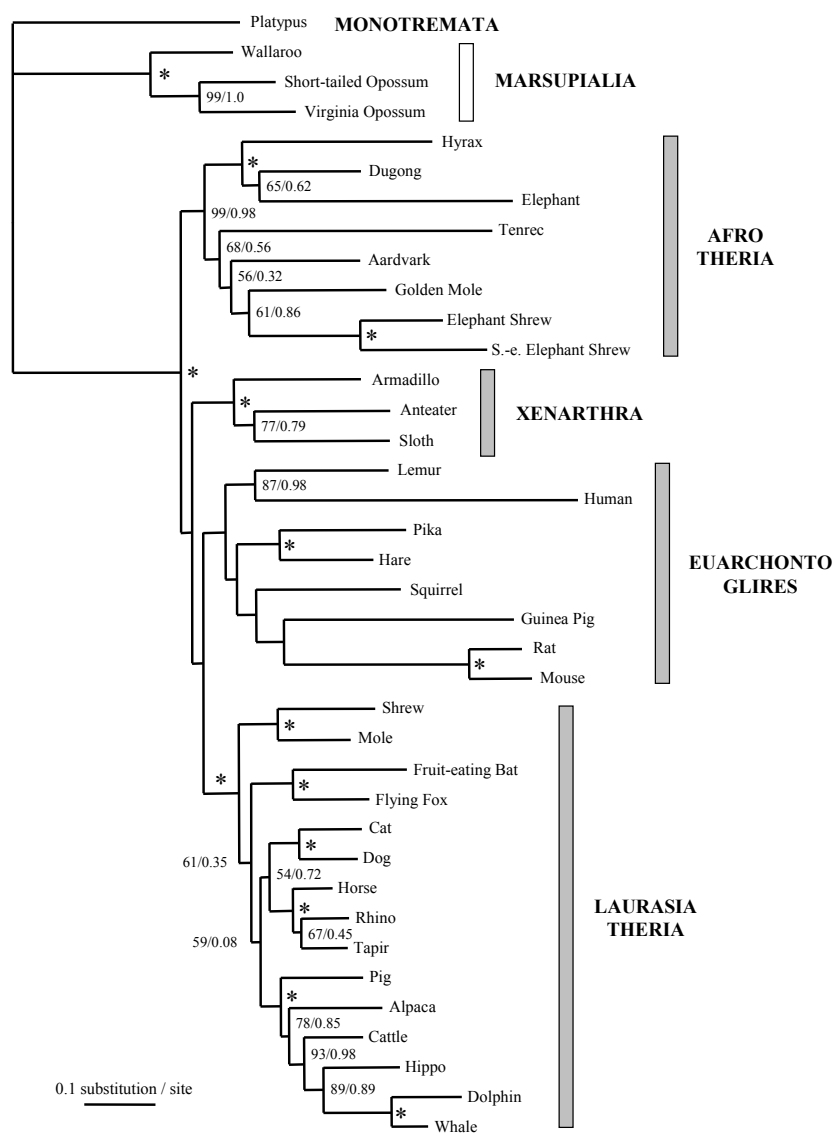 Platypus
MONOTREMATA
Wallaroo
*
Short-tailed Opossum
99/1.0
Virginia Opossum
MARSUPIALIA
Hyrax
*
Dugong
65/0.62
Elephant
99/0.98
Tenrec
68/0.56
Aardvark
56/0.32
Golden Mole
61/0.86
Elephant Shrew
*
S.-e. Elephant Shrew
AFRO
THERIA
*
Armadillo
*
Anteater
77/0.79
Sloth
XENARTHRA
Lemur
87/0.98
Human
Pika
*
Hare
Squirrel
Guinea Pig
Rat
*
Mouse
EUARCHONTO
GLIRES
Shrew
*
Mole
*
Fruit-eating Bat
*
Flying Fox
Cat
*
Dog
61/0.35
54/0.72
Horse
*
Rhino
67/0.45
Tapir
59/0.08
LAURASIA
THERIA
Pig
*
Alpaca
78/0.85
Cattle
93/0.98
Hippo
89/0.89
Dolphin
*
Whale
0.1 substitution / site